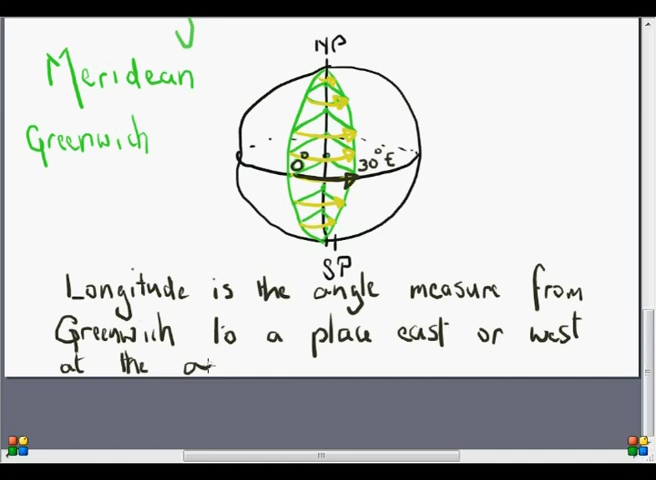 Meridean
Greenwich
NP
0°
30°E
SP
Longitude is the angle measure from
Greenwich to a place east or west
at the